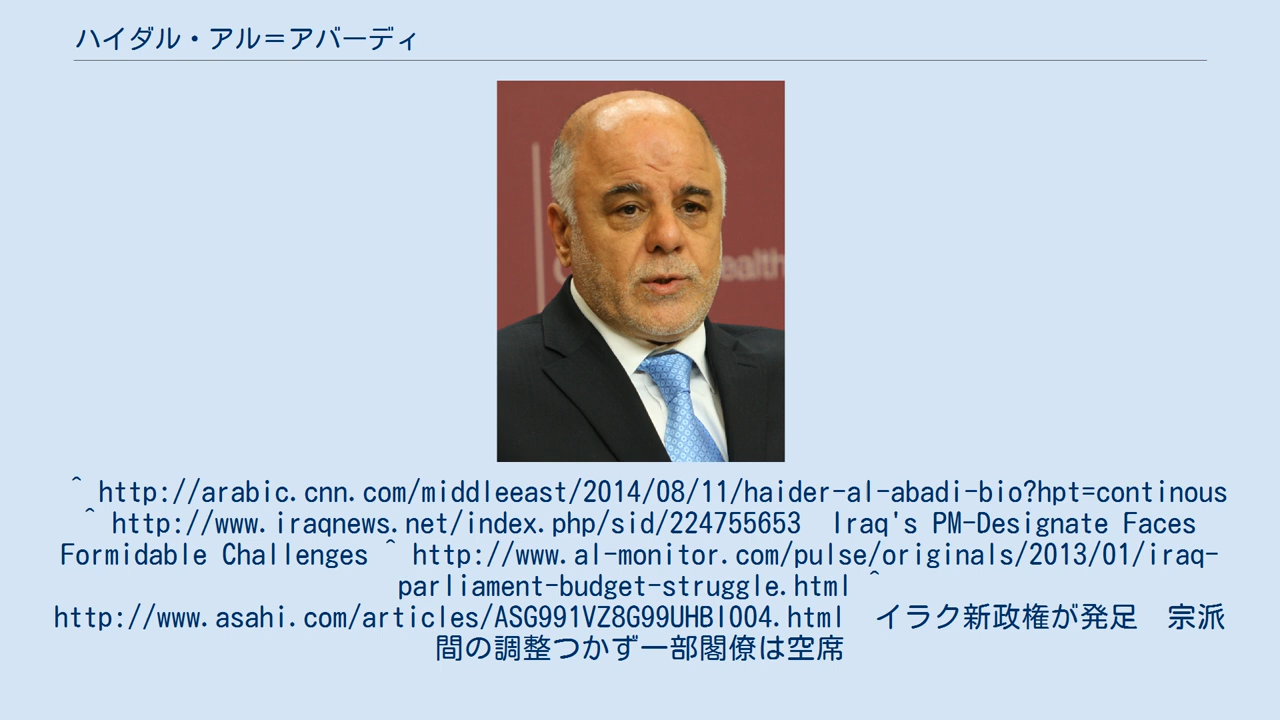 ハイダル・アル＝アバーディ
ealth
^ http://arabic.cnn.com/middleeast/2014/08/11/haider-al-abadi-bio?hpt=continous
^ http://www.iraqnews.net/index.php/sid/224755653　Iraq's PM-Designate Faces
Formidable Challenges ^ http://www.al-monitor.com/pulse/originals/2013/01/iraq-
parliament-budget-struggle.html ^
http://www.asahi.com/articles/ASG991VZ8G99UHBI004.html　イラク新政権が発足　宗派
間の調整つかず一部閣僚は空席